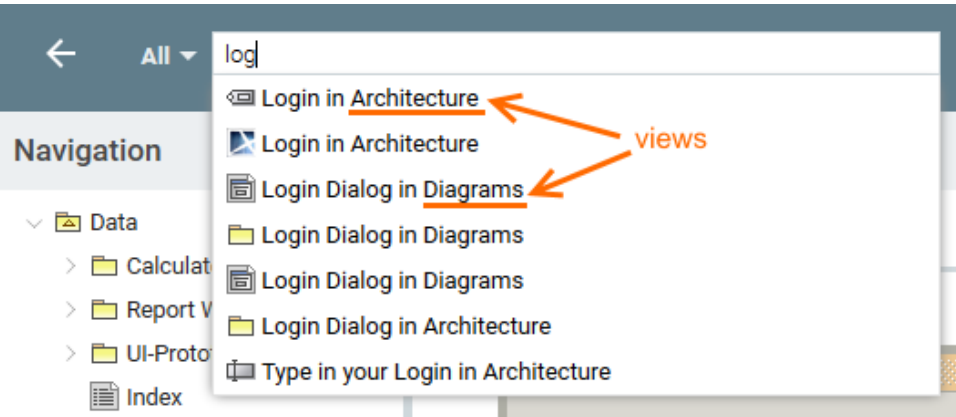 All
log
Login in Architecture
Login in Architecture
views
Navigation
Login Dialog in Diagrams
Data
Login Dialog in Diagrams
Calculat
Login Dialog in Diagrams
Report
Login Dialog in Architecture
UI-Proto
Type in your Login in Architecture
Index